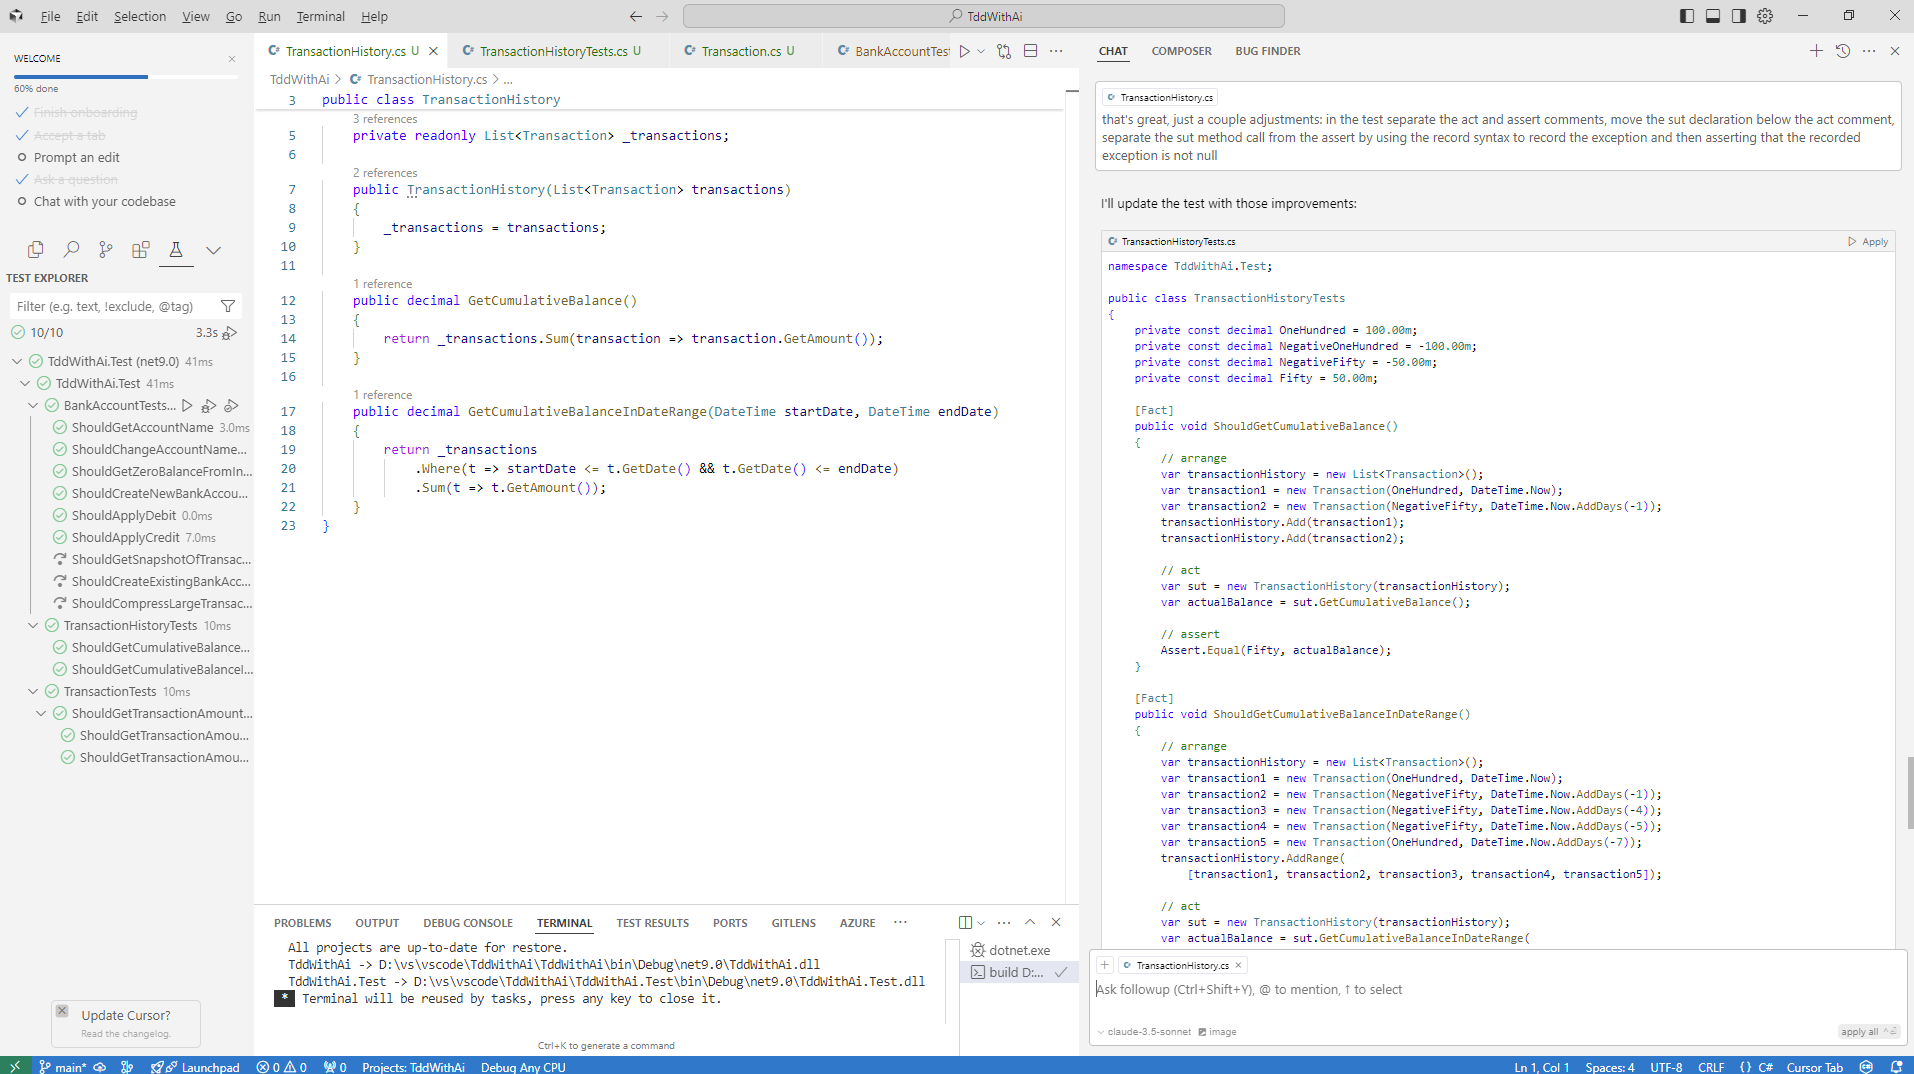 File Edit Selection View Go Run Terminal Help
TddWithAi
WELCOME
60% done
Finish onboarding
Accept a tab
Prompt an edit
Ask a question
Chat with your codebase
TEST EXPLORER
Filter (e.g. text, !exclude, @tag)
10/10 3.3s
TddWithAi.Test (net9.0) 41ms
TddWithAi.Test 41ms
BankAccountTests...
ShouldGetAccountName 3.0ms
ShouldChangeAccountName...
ShouldGetZeroBalanceFromIn...
ShouldCreateNewBankAccou...
ShouldApplyDebit 0.0ms
ShouldApplyCredit 7.0ms
ShouldGetSnapshotOfTransac...
ShouldCreateExistingBankAcc...
ShouldCompressLargeTransac...
TransactionHistoryTests 10ms
ShouldGetCumulativeBalance...
ShouldGetCumulativeBalanceI...
TransactionTests 10ms
ShouldGetTransactionAmount...
ShouldGetTransactionAmou...
ShouldGetTransactionAmou...
Update Cursor?
Read the changelog.
TransactionHistory.cs U TransactionHistoryTests.cs U Transaction.cs U BankAccountTest
TddWithAi > TransactionHistory.cs > ...
3 public class TransactionHistory
3 references
5 private readonly List<Transaction> _transactions;
6
2 references
7 public TransactionHistory(List<Transaction> transactions)
8 {
9 _transactions = transactions;
10 }
11
1 reference
12 public decimal GetCumulativeBalance()
13 {
14 return _transactions.Sum(transaction => transaction.GetAmount());
15 }
16
1 reference
17 public decimal GetCumulativeBalanceInDateRange(DateTime startDate, DateTime endDate)
18 {
19 return _transactions
20 .Where(t => startDate <= t.GetDate() && t.GetDate() <= endDate)
21 .Sum(t => t.GetAmount());
22 }
23 }
PROBLEMS OUTPUT DEBUG CONSOLE TERMINAL TEST RESULTS PORTS GITLENS AZURE ...
All projects are up-to-date for restore.
TddWithAi -> D:\vs\vscode\TddWithAi\TddWithAi\bin\Debug\net9.0\TddWithAi.dll
TddWithAi.Test -> D:\vs\vscode\TddWithAi\TddWithAi.Test\bin\Debug\net9.0\TddWithAi.Test.dll
* Terminal will be reused by tasks, press any key to close it.
Ctrl+K to generate a command
dotnet.exe
build D:...
CHAT COMPOSER BUG FINDER
TransactionHistory.cs
that's great, just a couple adjustments: in the test separate the act and assert comments, move the sut declaration below the act comment,
separate the sut method call from the assert by using the record syntax to record the exception and then asserting that the recorded
exception is not null
I'll update the test with those improvements:
TransactionHistoryTests.cs Apply
namespace TddWithAi.Test;
public class TransactionHistoryTests
{
private const decimal OneHundred = 100.00m;
private const decimal NegativeOneHundred = -100.00m;
private const decimal NegativeFifty = -50.00m;
private const decimal Fifty = 50.00m;
[Fact]
public void ShouldGetCumulativeBalance()
{
// arrange
var transactionHistory = new List<Transaction>();
var transaction1 = new Transaction(OneHundred, DateTime.Now);
var transaction2 = new Transaction(NegativeFifty, DateTime.Now.AddDays(-1));
transactionHistory.Add(transaction1);
transactionHistory.Add(transaction2);
// act
var sut = new TransactionHistory(transactionHistory);
var actualBalance = sut.GetCumulativeBalance();
// assert
Assert.Equal(Fifty, actualBalance);
}
[Fact]
public void ShouldGetCumulativeBalanceInDateRange()
{
// arrange
var transactionHistory = new List<Transaction>();
var transaction1 = new Transaction(OneHundred, DateTime.Now);
var transaction2 = new Transaction(NegativeFifty, DateTime.Now.AddDays(-1));
var transaction3 = new Transaction(NegativeFifty, DateTime.Now.AddDays(-4));
var transaction4 = new Transaction(NegativeFifty, DateTime.Now.AddDays(-5));
var transaction5 = new Transaction(OneHundred, DateTime.Now.AddDays(-7));
transactionHistory.AddRange(
[transaction1, transaction2, transaction3, transaction4, transaction5]);
// act
var sut = new TransactionHistory(transactionHistory);
var actualBalance = sut.GetCumulativeBalanceInDateRange(
+ TransactionHistory.cs
Ask followup (Ctrl+Shift+Y), @ to mention, ↑ to select
claude-3.5-sonnet image apply all
main* Launchpad 0 0 0 Projects: TddWithAi Debug Any CPU Ln 1, Col 1 Spaces: 4 UTF-8 CRLF {} C# Cursor Tab